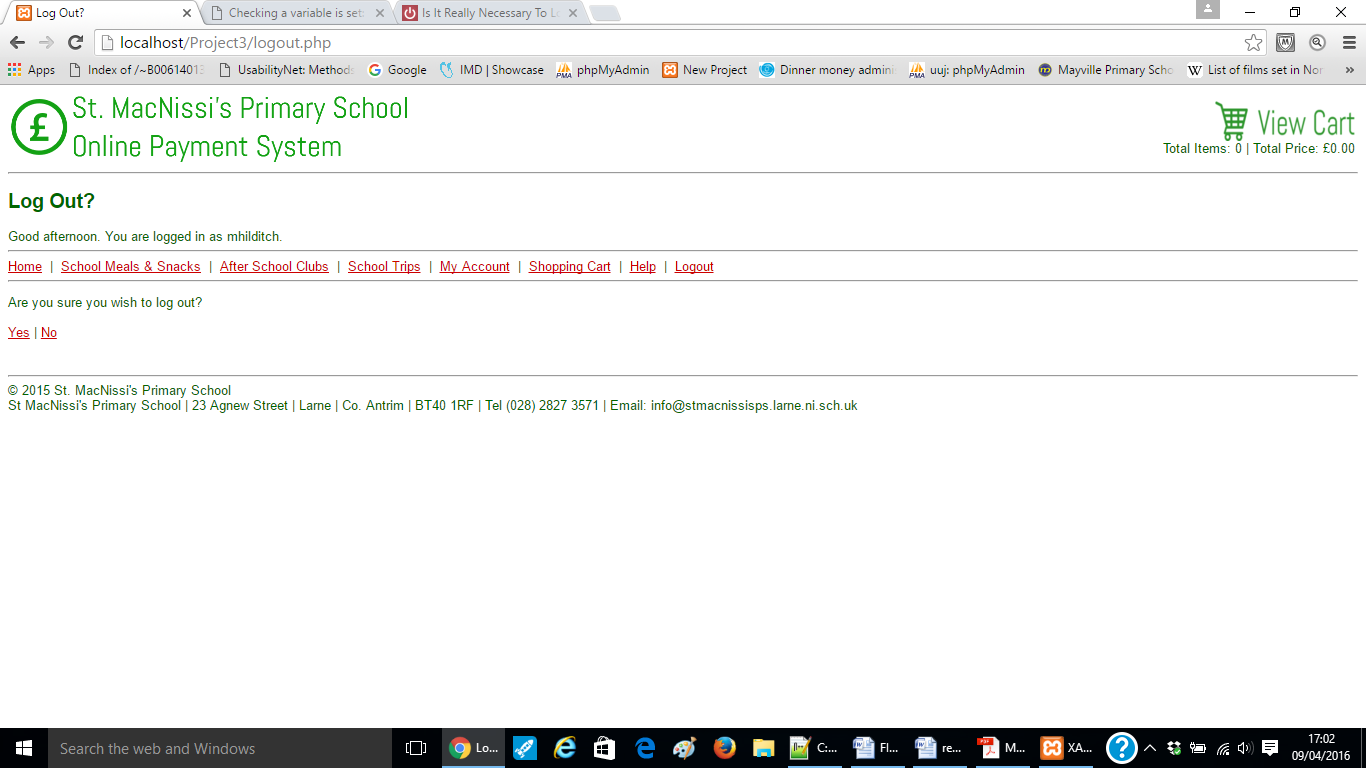 Log Out?
Checking a variable is set
Is It Really Necessary To L
localhost/Project3/logout.php
Apps Index of /~B00614013 UsabilityNet: Methods Google IMD | Showcase phpMyAdmin New Project Dinner money admini uuj: phpMyAdmin Mayville Primary Scho List of films set in Nor »
St. MacNissi's Primary School
Online Payment System
View Cart
Total Items: 0 | Total Price: £0.00
Log Out?
Good afternoon. You are logged in as mhilditch.
Home | School Meals & Snacks | After School Clubs | School Trips | My Account | Shopping Cart | Help | Logout
Are you sure you wish to log out?
Yes | No
© 2015 St. MacNissi's Primary School
St MacNissi's Primary School | 23 Agnew Street | Larne | Co. Antrim | BT40 1RF | Tel (028) 2827 3571 | Email: info@stmacnissisps.larne.ni.sch.uk
Search the web and Windows
Lo... C:... Fl... re... M... XA...
17:02
09/04/2016